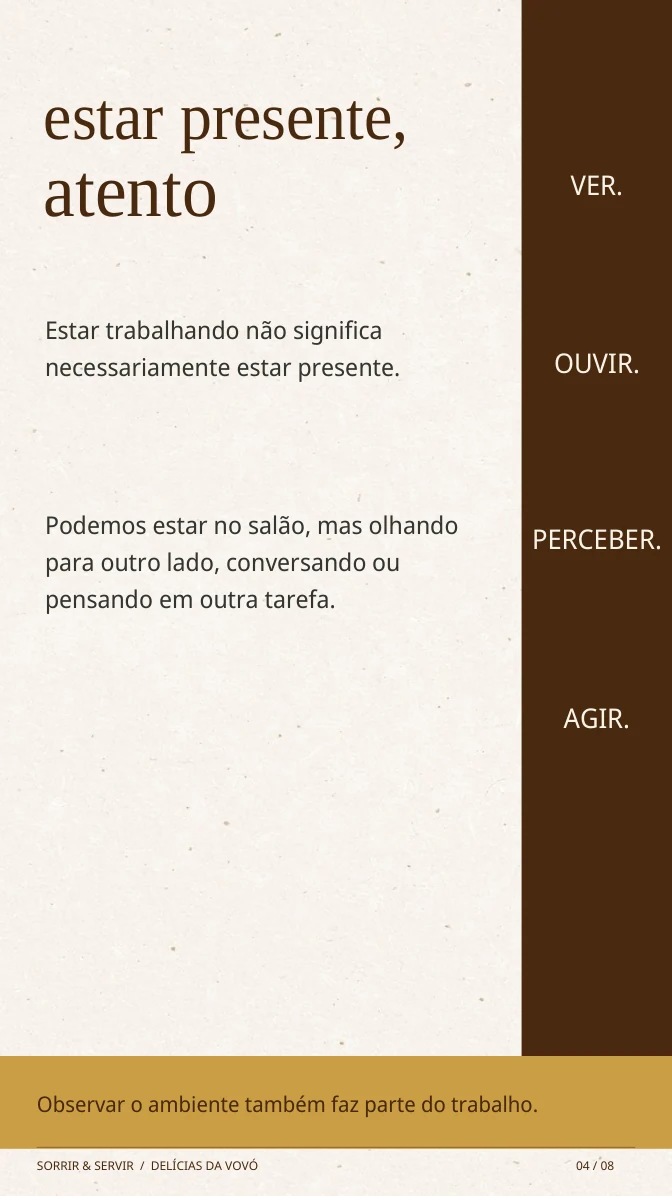 estar presente,
atento
Estar trabalhando não significa
necessariamente estar presente.
Podemos estar no salão, mas olhando
para outro lado, conversando ou
pensando em outra tarefa.
VER.
OUVIR.
PERCEBER.
AGIR.
Observar o ambiente também faz parte do trabalho.
SORRIR & SERVIR / DELÍCIAS DA VOVÓ
04 / 08